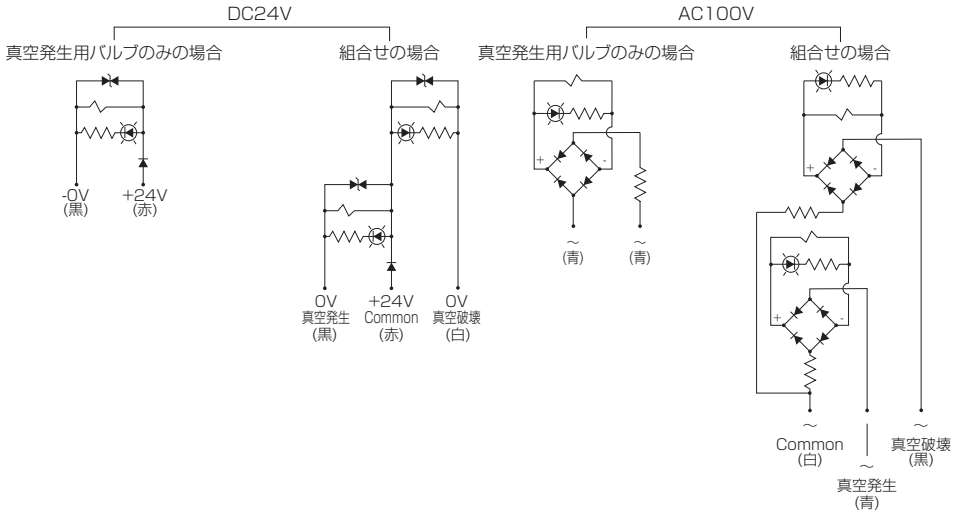 DC24V
真空発生用バルブのみの場合
組合せの場合
-0V
(黒)
+24V
(赤)
0V
真空発生
(黒)
+24V
Common
(赤)
0V
真空破壊
(白)
AC100V
真空発生用バルブのみの場合
組合せの場合
+
-
～
(青)
～
(青)
+
-
+
-
～
Common
(白)
～
真空発生
(青)
～
真空破壊
(黒)